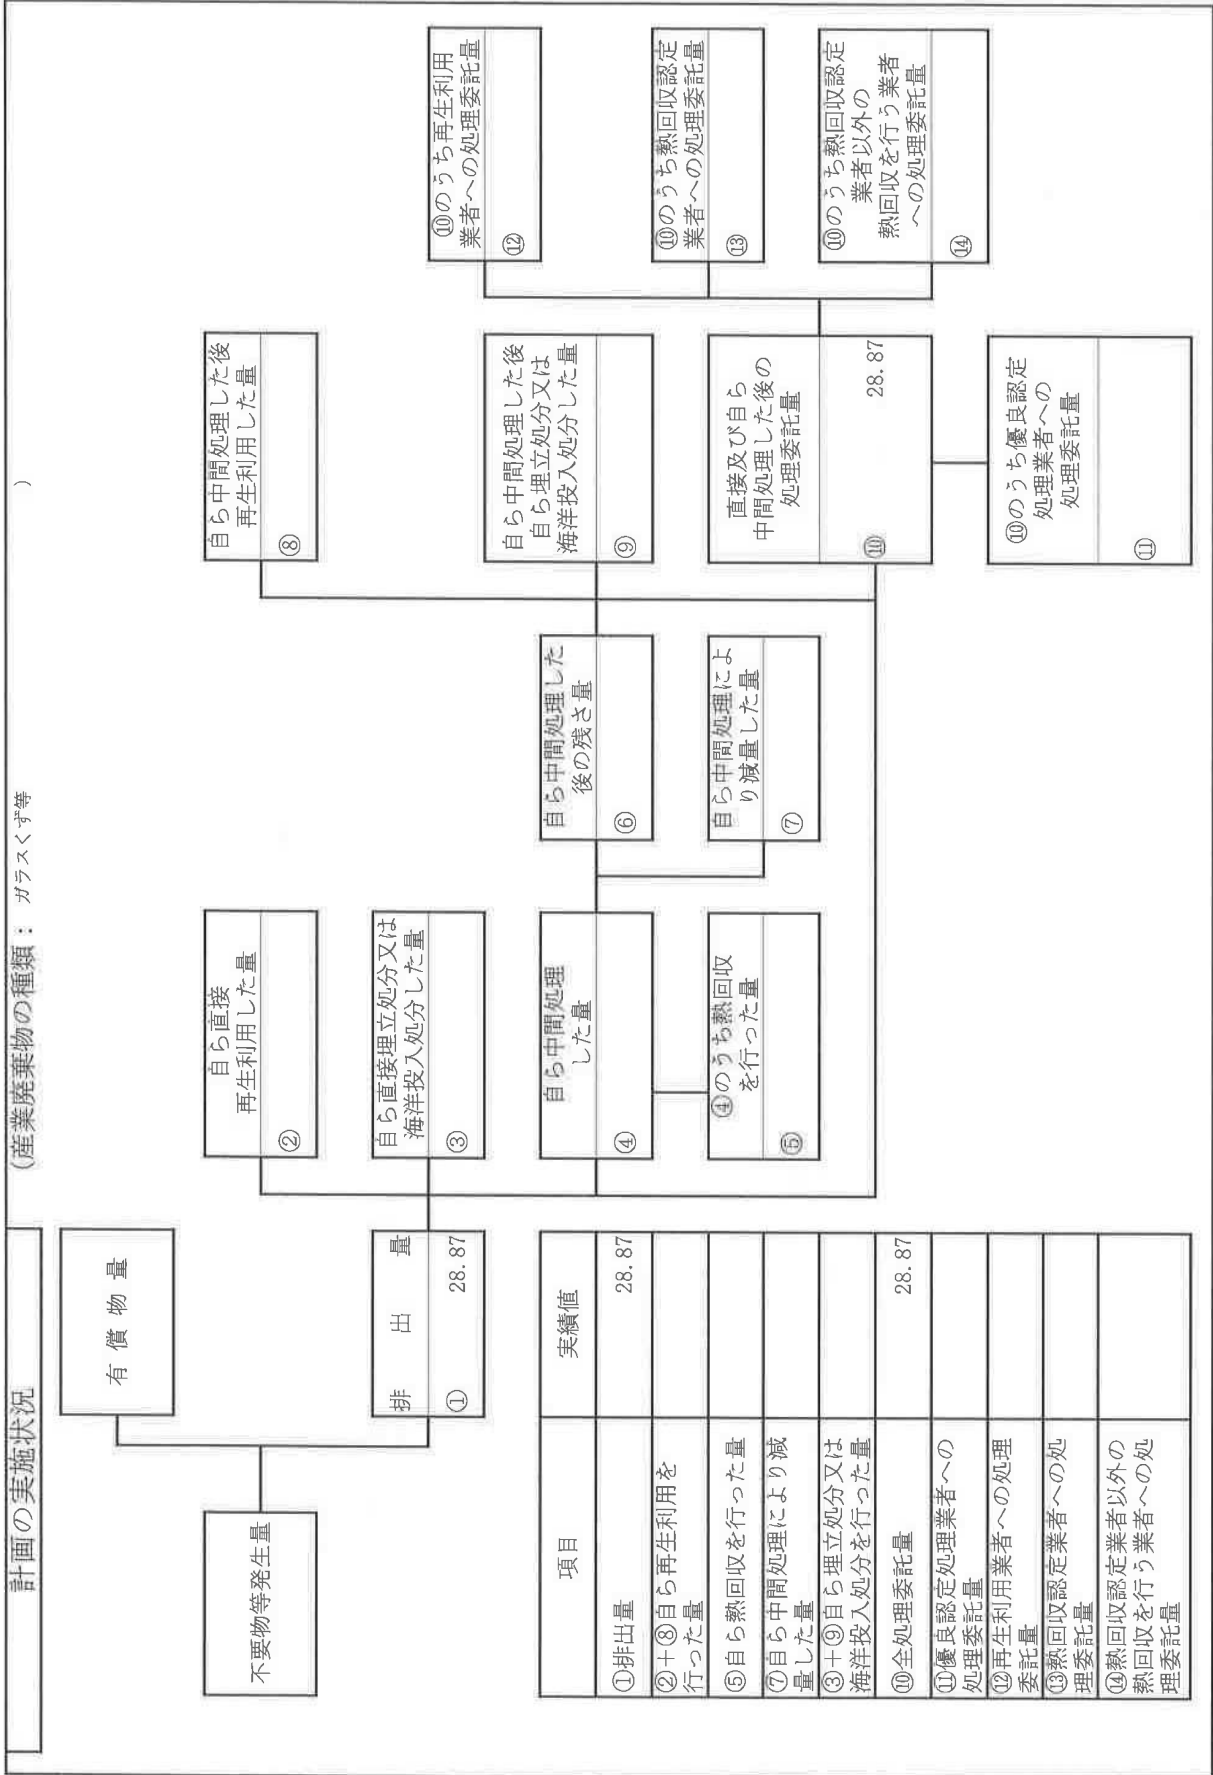 計画の実施状況
(産業廃棄物の種類： ガラスくず等 )
不要物等発生量
有償物量
排出量
① 28.87
自ら直接
再生利用した量
②
自ら直接埋立処分又は
海洋投入処分した量
③
自ら中間処理
した量
④
④のうち熱回収
を行った量
⑤
自ら中間処理した
後の残さ量
⑥
自ら中間処理によ
り減量した量
⑦
自ら中間処理した後
再生利用した量
⑧
自ら中間処理した後
自ら埋立処分又は
海洋投入処分した量
⑨
直接及び自ら
中間処理した後の
処理委託量
⑩ 28.87
⑩のうち優良認定
処理業者への
処理委託量
⑪
⑩のうち再生利用
業者への処理委託量
⑫
⑩のうち熱回収認定
業者への処理委託量
⑬
⑩のうち熱回収認定
業者以外の
熱回収を行う業者
への処理委託量
⑭
項目 実績値
①排出量 28.87
②＋⑧自ら再生利用を
行った量
⑤自ら熱回収を行った量
⑦自ら中間処理により減
量した量
③＋⑨自ら埋立処分又は
海洋投入処分を行った量
⑩全処理委託量 28.87
⑪優良認定処理業者への
処理委託量
⑫再生利用業者への処理
委託量
⑬熱回収認定業者への処
理委託量
⑭熱回収認定業者以外の
熱回収を行う業者への処
理委託量